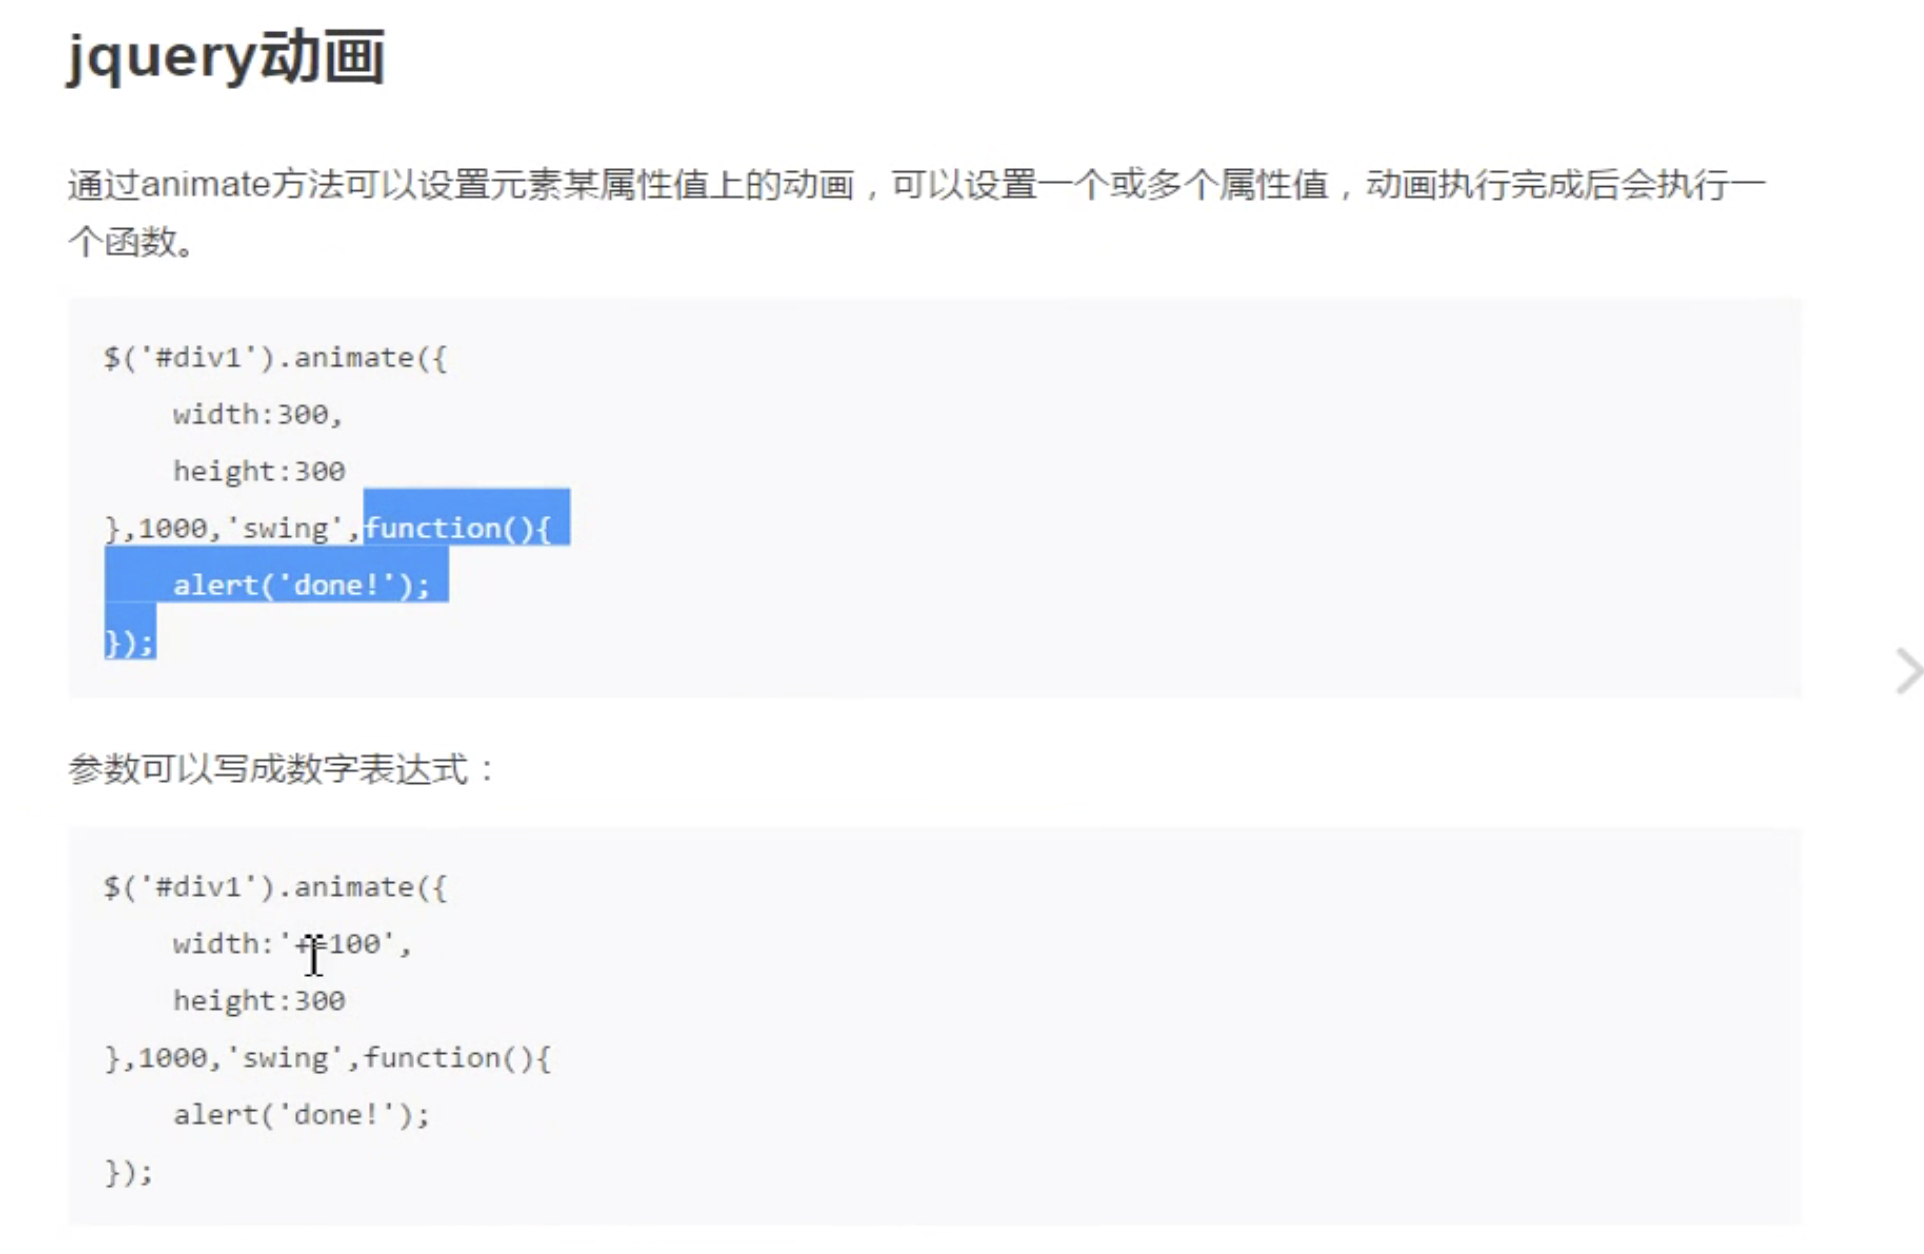 jquery动画
通过animate方法可以设置元素某属性值上的动画，可以设置一个或多个属性值，动画执行完成后会执行一
个函数。
$('#div1').animate({
    width:300,
    height:300
},1000,'swing',function(){
    alert('done!');
});
参数可以写成数字表达式：
$('#div1').animate({
    width:'+=100',
    height:300
},1000,'swing',function(){
    alert('done!');
});